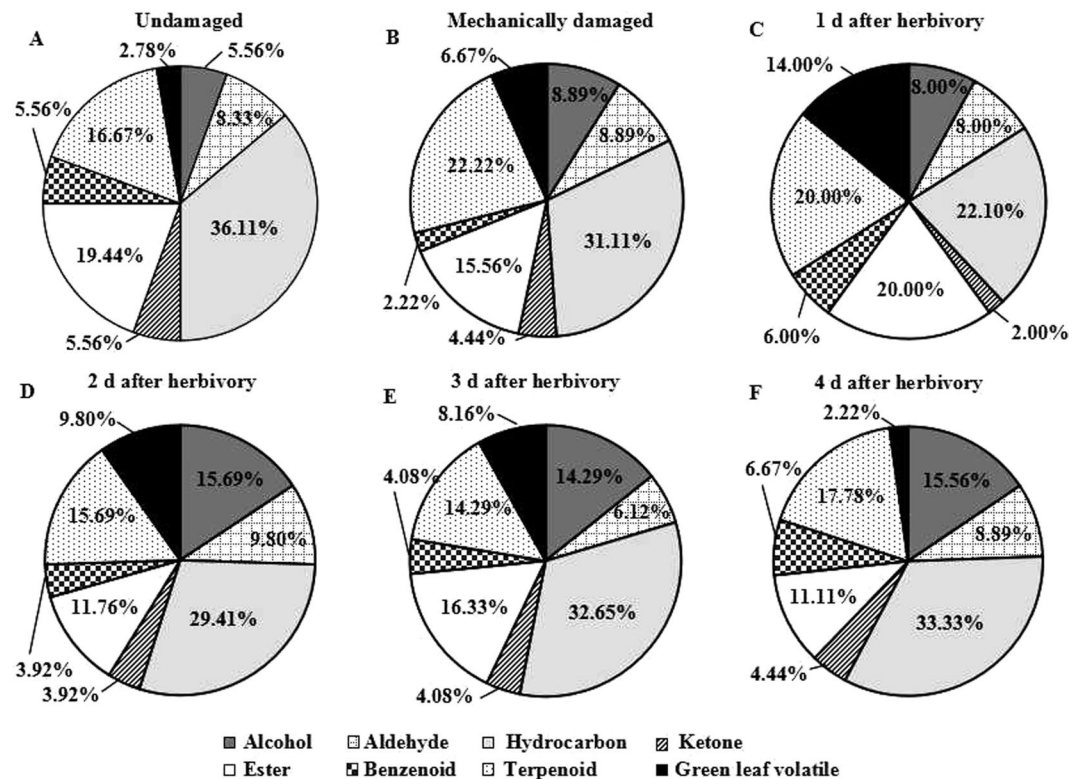 Undamaged
Mechanically damaged
1 d after herbivory
A
B
C
2.78%
5.56%
6.67%
14.00%
8.00%
8.89%
5.56%
16.67%
8.33%
8.89%
8.00%
22.22%
20.00%
36.11%
31.11%
22.10%
19.44%
15.56%
20.00%
2.22%
5.56%
4.44%
6.00%
2.00%
D
2 d after herbivory
E
3 d after herbivory
F
4 d after herbivory
9.80%
8.16%
2.22%
15.69%
4.08%
14.29%
6.67%
15.56%
15.69%
9.80%
14.29%
6.12%
17.78%
8.89%
11.76%
29.41%
16.33%
32.65%
11.11%
33.33%
3.92%
3.92%
4.08%
4.44%
Alcohol
Aldehyde
Hydrocarbon
Ketone
Ester
Benzenoid
Terpenoid
Green leaf volatile